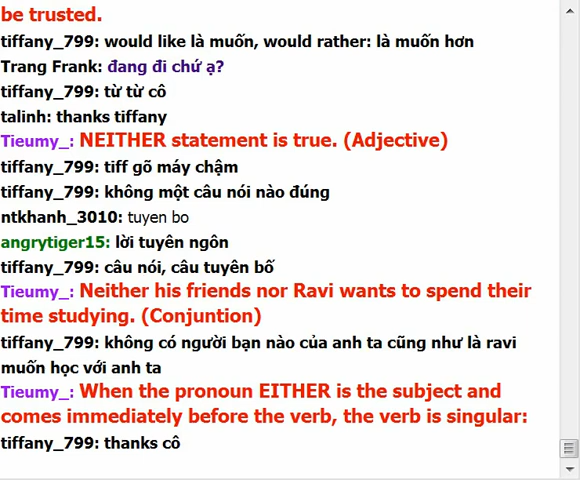 be trusted.
tiffany_799: would like là muốn, would rather: là muốn hơn
Trang Frank: đang đi chứ ạ?
tiffany_799: từ từ cô
talinh: thanks tiffany
Tieumy_: NEITHER statement is true. (Adjective)
tiffany_799: tiff gõ máy chậm
tiffany_799: không một câu nói nào đúng
ntkhanh_3010: tuyen bo
angrytiger15: lời tuyên ngôn
tiffany_799: câu nói, câu tuyên bố
Tieumy_: Neither his friends nor Ravi wants to spend their
time studying. (Conjuntion)
tiffany_799: không có người bạn nào của anh ta cũng như là ravi
muốn học với anh ta
Tieumy_: When the pronoun EITHER is the subject and
comes immediately before the verb, the verb is singular:
tiffany_799: thanks cô